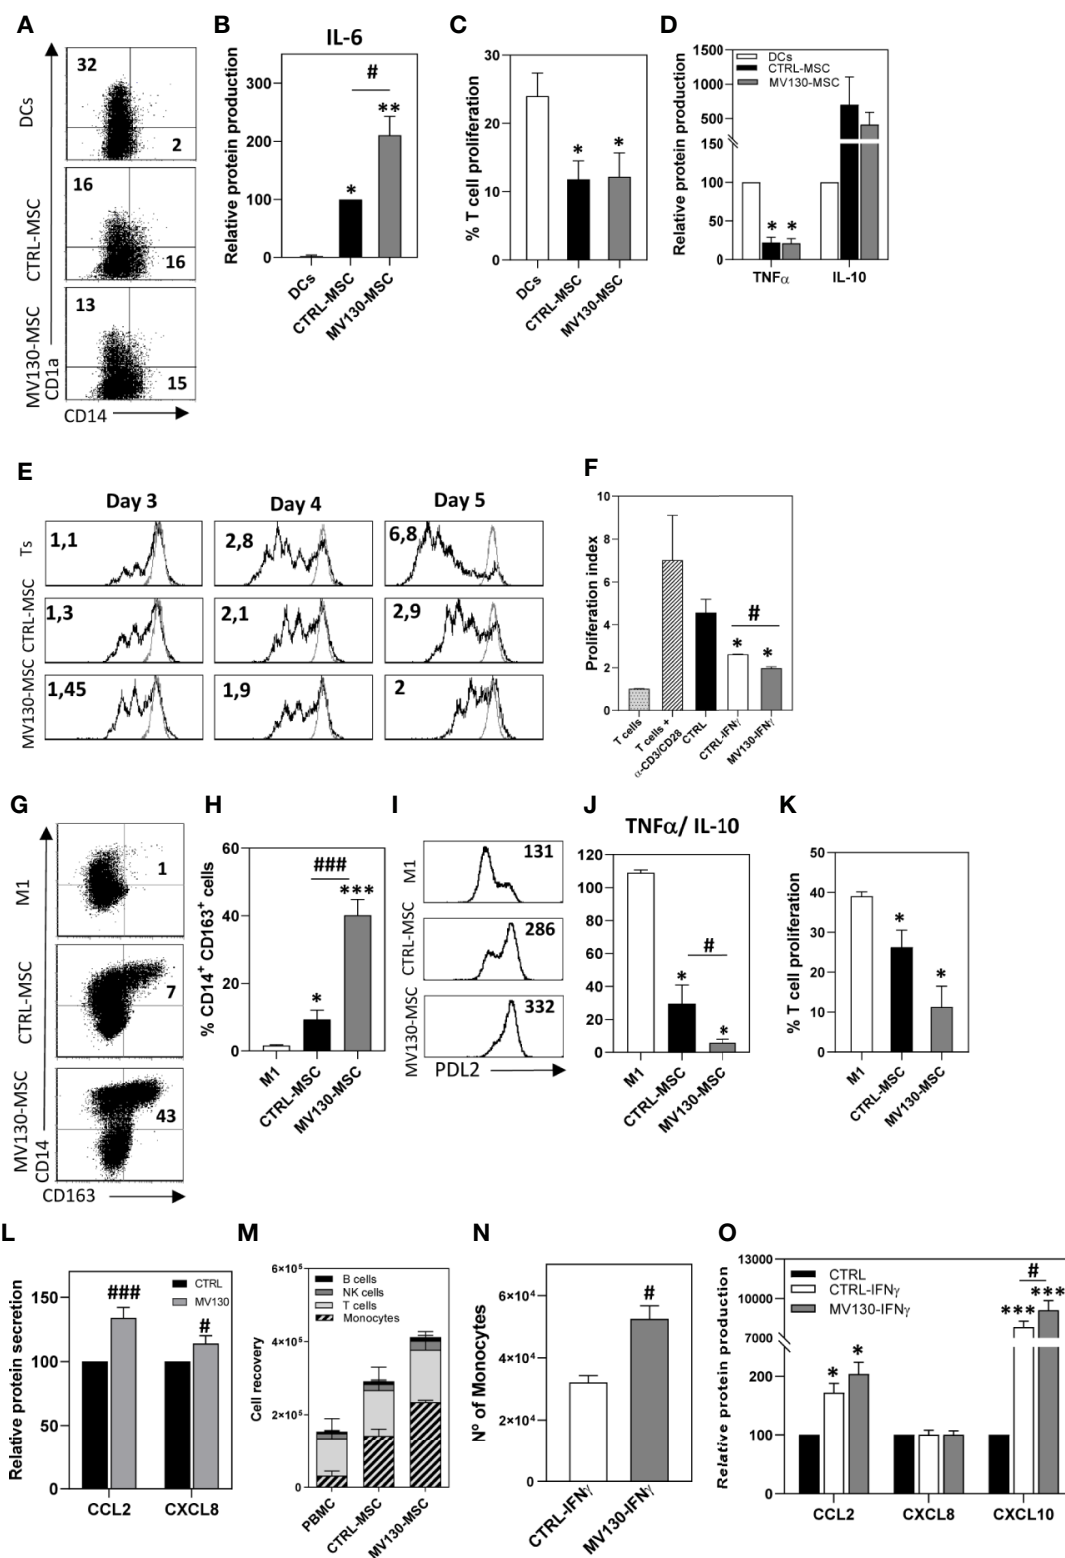 A
DCs
32
2
CTRL-MSC
16
16
MV130-MSC
13
15
CD1a
CD14
B
IL-6
Relative protein production
300
200
100
0
#
*
**
DCs
CTRL-MSC
MV130-MSC
C
% T cell proliferation
30
20
10
0
*
*
DCs
CTRL-MSC
MV130-MSC
D
Relative protein production
1500
1000
500
150
100
50
0
DCs
CTRL-MSC
MV130-MSC
* *
TNFα
IL-10
E
Day 3
Day 4
Day 5
Ts
1,1
2,8
6,8
CTRL-MSC
1,3
2,1
2,9
MV130-MSC
1,45
1,9
2
F
Proliferation index
10
8
6
4
2
0
#
*
*
T cells
T cells +
α-CD3/CD28
CTRL
CTRL-IFNγ
MV130-IFNγ
G
M1
1
CTRL-MSC
7
MV130-MSC
43
CD14
CD163
H
% CD14+ CD163+ cells
60
40
20
0
###
***
*
M1
CTRL-MSC
MV130-MSC
I
M1
131
CTRL-MSC
286
MV130-MSC
332
PDL2
J
TNFα/ IL-10
120
100
80
60
40
20
0
#
*
*
M1
CTRL-MSC
MV130-MSC
K
% T cell proliferation
50
40
30
20
10
0
*
*
M1
CTRL-MSC
MV130-MSC
L
Relative protein secretion
150
100
50
0
CTRL
MV130
###
#
CCL2
CXCL8
M
Cell recovery
6×10⁵
4×10⁵
2×10⁵
0
B cells
NK cells
T cells
Monocytes
PBMC
CTRL-MSC
MV130-MSC
N
Nº of Monocytes
6×10⁴
4×10⁴
2×10⁴
0
#
CTRL-IFNγ
MV130-IFNγ
O
Relative protein production
13000
10000
7000
200
100
0
CTRL
CTRL-IFNγ
MV130-IFNγ
#
***
***
*
*
CCL2
CXCL8
CXCL10